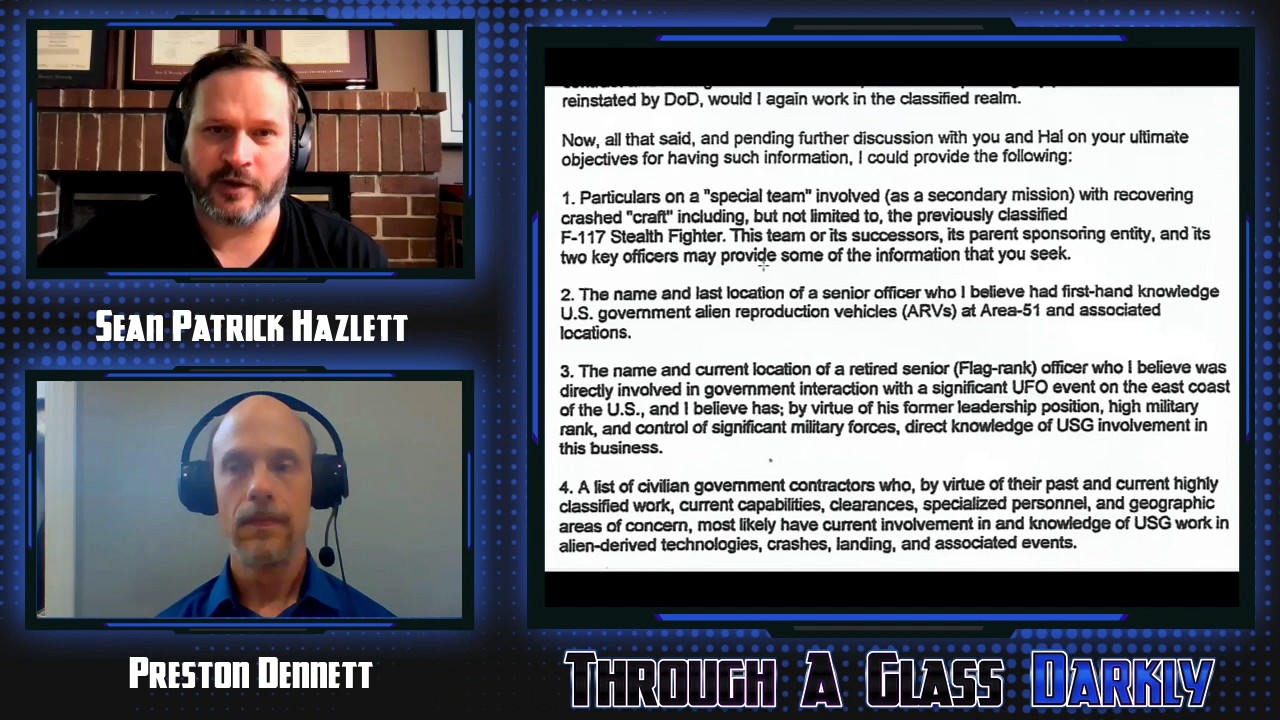 SEAN PATRICK HAZLETT
PRESTON DENNETT
reinstated by DoD, would I again work in the classified realm.
Now, all that said, and pending further discussion with you and Hal on your ultimate
objectives for having such information, I could provide the following:
1. Particulars on a "special team" involved (as a secondary mission) with recovering
crashed "craft" including, but not limited to, the previously classified
F-117 Stealth Fighter. This team or its successors, its parent sponsoring entity, and its
two key officers may provide some of the information that you seek.
2. The name and last location of a senior officer who I believe had first-hand knowledge
U.S. government alien reproduction vehicles (ARVs) at Area-51 and associated
locations.
3. The name and current location of a retired senior (Flag-rank) officer who I believe was
directly involved in government interaction with a significant UFO event on the east coast
of the U.S., and I believe has; by virtue of his former leadership position, high military
rank, and control of significant military forces, direct knowledge of USG involvement in
this business.
4. A list of civilian government contractors who, by virtue of their past and current highly
classified work, current capabilities, clearances, specialized personnel, and geographic
areas of concern, most likely have current involvement in and knowledge of USG work in
alien-derived technologies, crashes, landing, and associated events.
THROUGH A GLASS DARKLY